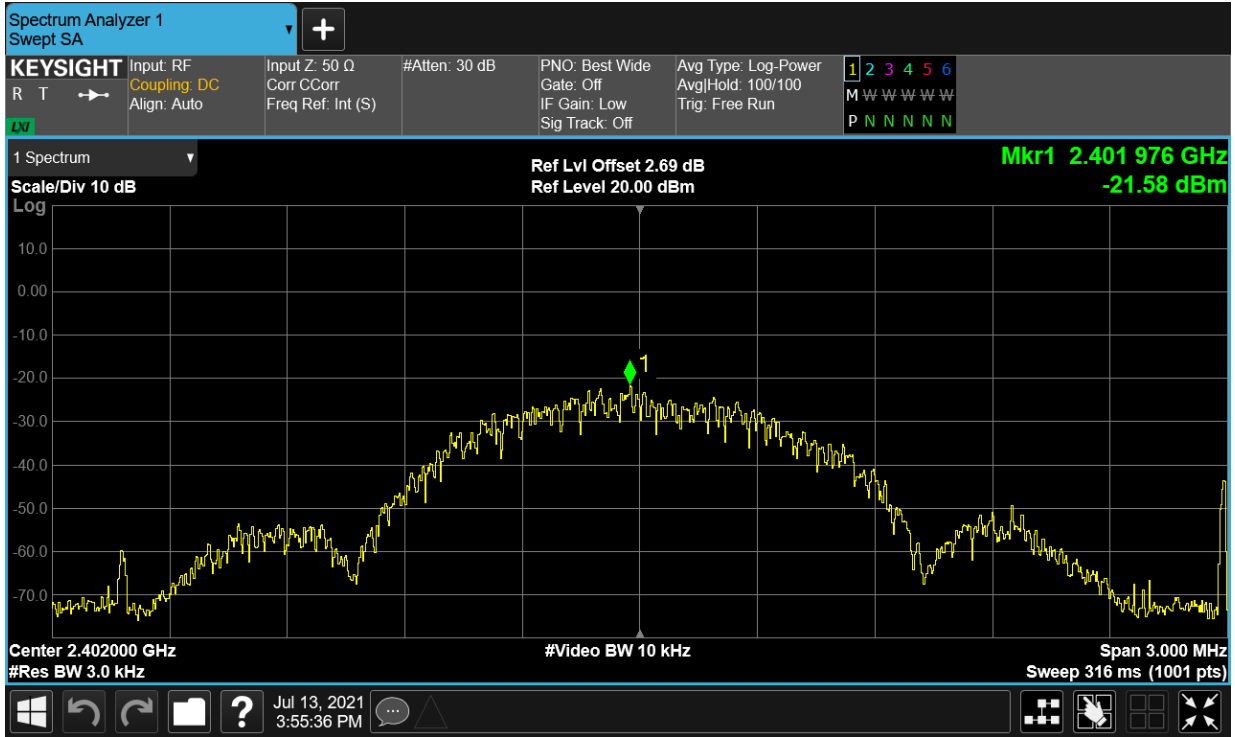 Spectrum Analyzer 1
Swept SA
+
KEYSIGHT
R T
LXI
Input: RF
Coupling: DC
Align: Auto
Input Z: 50 Ω
Corr CCorr
Freq Ref: Int (S)
#Atten: 30 dB
PNO: Best Wide
Gate: Off
IF Gain: Low
Sig Track: Off
Avg Type: Log-Power
Avg|Hold: 100/100
Trig: Free Run
1 2 3 4 5 6
M W W W W W
P N N N N N
1 Spectrum
Scale/Div 10 dB
Log
Ref Lvl Offset 2.69 dB
Ref Level 20.00 dBm
Mkr1 2.401 976 GHz
-21.58 dBm
10.0
0.00
-10.0
-20.0
-30.0
-40.0
-50.0
-60.0
-70.0
1
Center 2.402000 GHz
#Res BW 3.0 kHz
#Video BW 10 kHz
Span 3.000 MHz
Sweep 316 ms (1001 pts)
?
Jul 13, 2021
3:55:36 PM